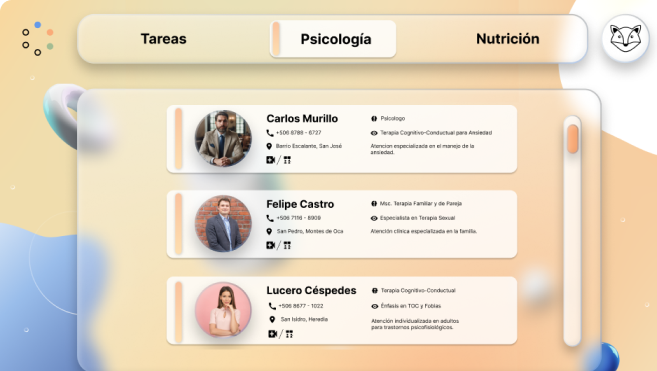 Tareas
Psicología
Nutrición
Carlos Murillo
+506 8789 - 6727
Barrio Escalante, San José
Psicologo
Terapia Cognitivo-Conductual para Ansiedad
Atencion especializada en el manejo de la
ansiedad.
Felipe Castro
+506 7116 - 8909
San Pedro, Montes de Oca
Msc. Terapia Familiar y de Pareja
Especialista en Terapia Sexual
Atención clínica especializada en la familia.
Lucero Céspedes
+506 8677 - 1022
San Isidro, Heredia
Terapia Cognitivo-Conductual
Énfasis en TOC y Fobias
Atención individualizada en adultos
para trastornos psicofisiológicos.